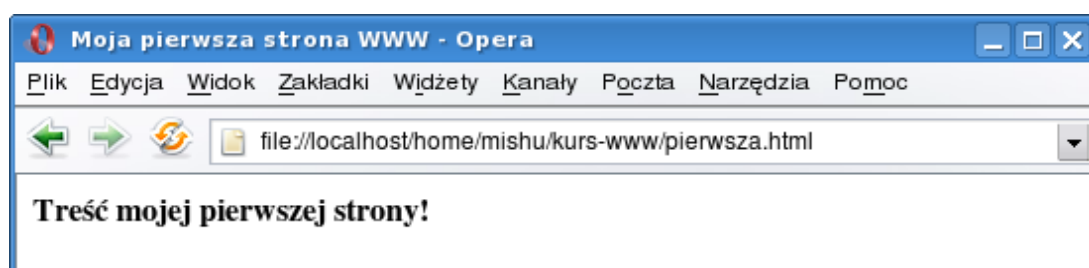 Moja pierwsza strona WWW - Opera
Plik Edycja Widok Zakładki Widżety Kanały Poczta Narzędzia Pomoc
file://localhost/home/mishu/kurs-www/pierwsza.html
Treść mojej pierwszej strony!